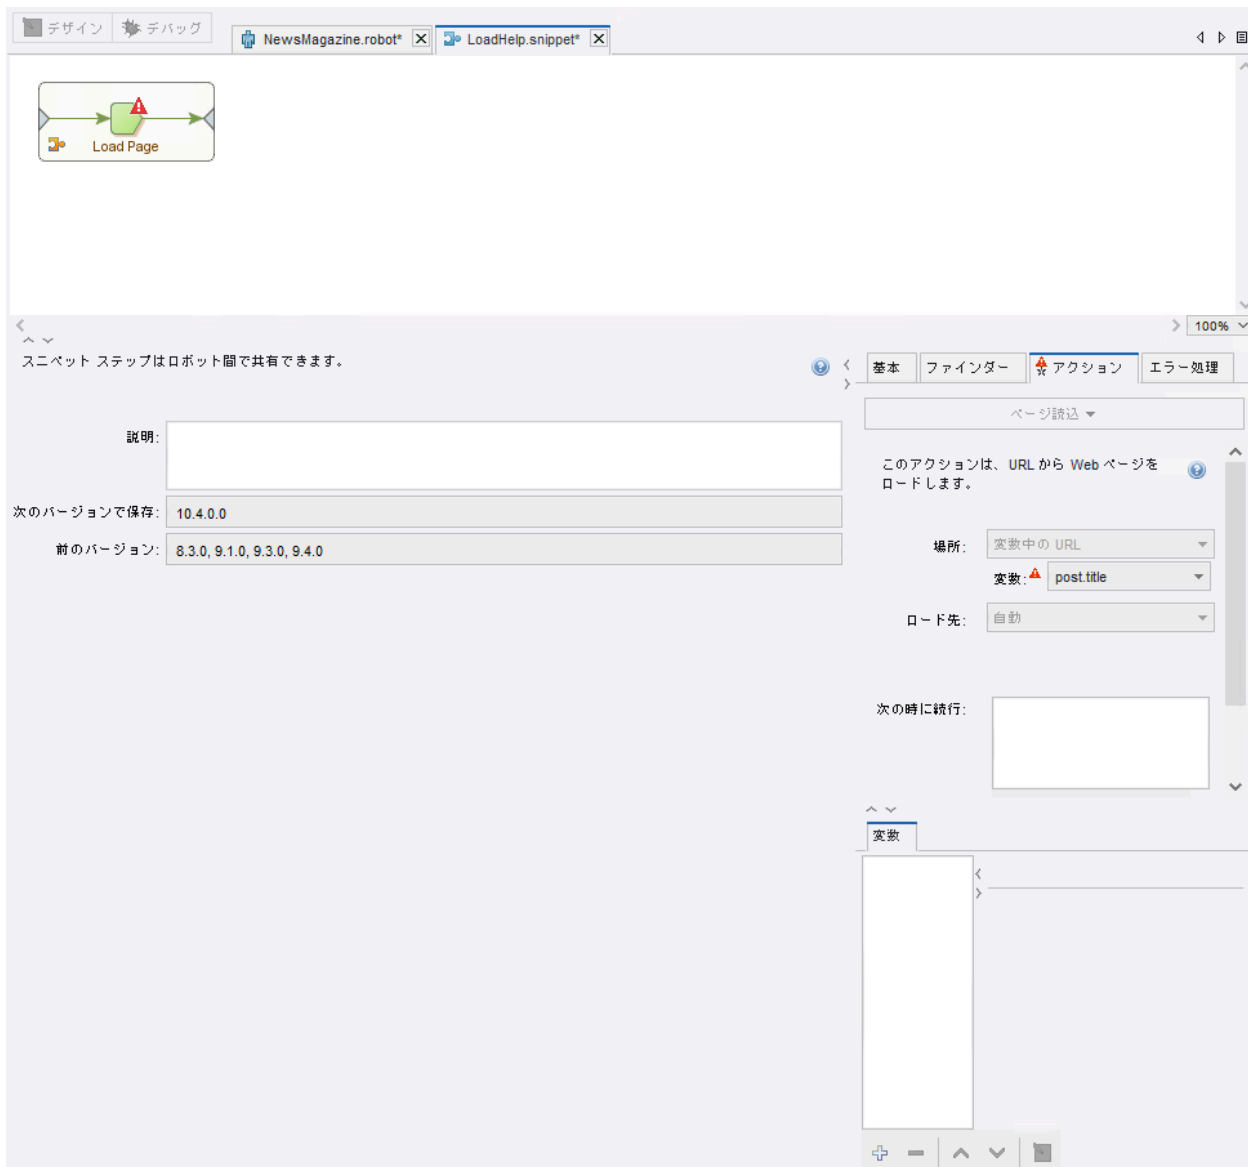 デザイン デバッグ NewsMagazine.robot* LoadHelp.snippet*
Load Page
100%
スニペット ステップはロボット間で共有できます。
説明:
次のバージョンで保存: 10.4.0.0
前のバージョン: 8.3.0, 9.1.0, 9.3.0, 9.4.0
基本 ファインダー アクション エラー処理
ページ読込
このアクションは、URL から Web ページを
ロードします。
場所: 変数中の URL
変数: post.title
ロード先: 自動
次の時に続行:
変数